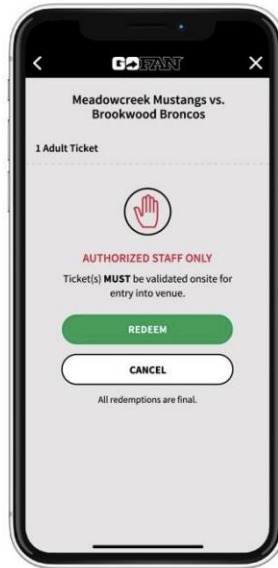 GOFAN
Meadowcreek Mustangs vs.
Brookwood Broncos
1 Adult Ticket
AUTHORIZED STAFF ONLY
Ticket(s) MUST be validated onsite for
entry into venue.
REDEEM
CANCEL
All redemptions are final.